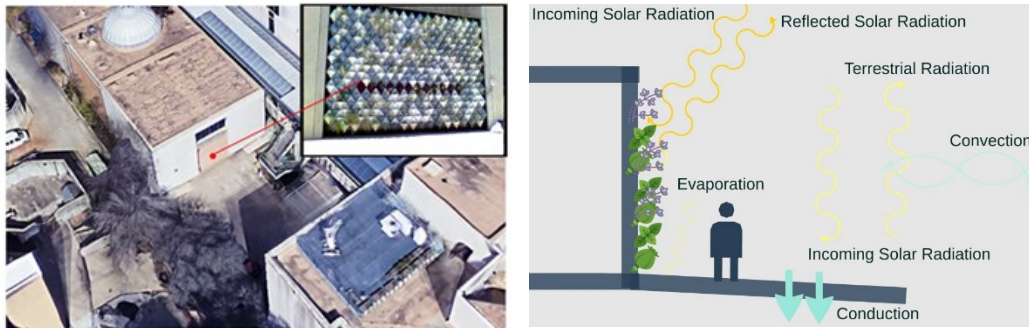 Incoming Solar Radiation
Reflected Solar Radiation
Terrestrial Radiation
Convection
Evaporation
Incoming Solar Radiation
Conduction